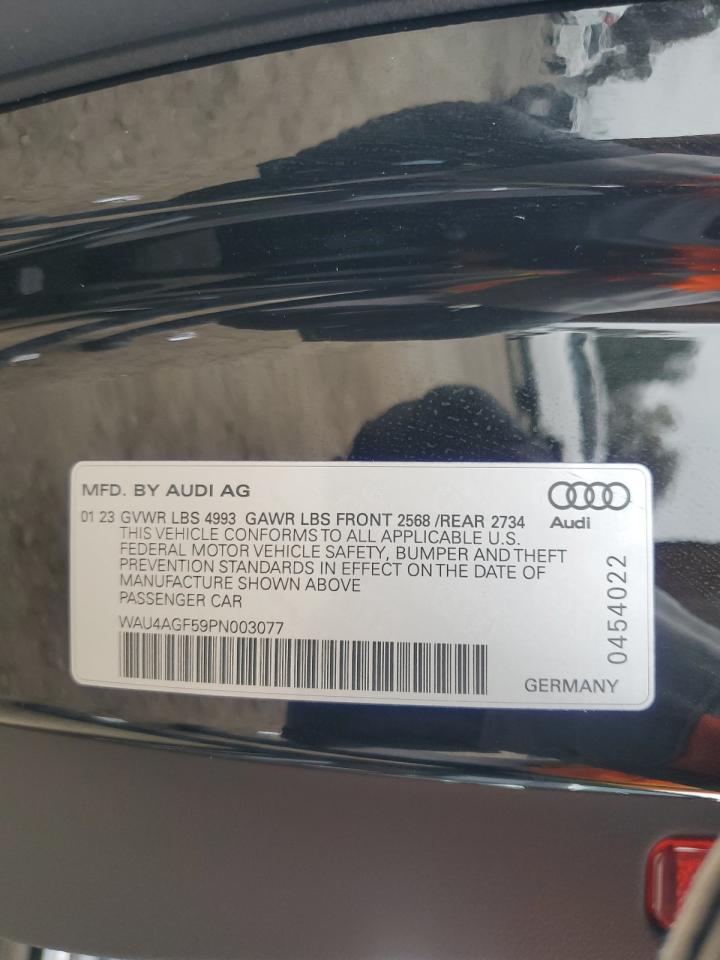 MFD. BY AUDI AG
Audi
01 23 GVWR LBS 4993 GAWR LBS FRONT 2568 /REAR 2734
THIS VEHICLE CONFORMS TO ALL APPLICABLE U.S.
FEDERAL MOTOR VEHICLE SAFETY, BUMPER AND THEFT
PREVENTION STANDARDS IN EFFECT ON THE DATE OF
MANUFACTURE SHOWN ABOVE
PASSENGER CAR
WAU4AGF59PN003077
0454022
GERMANY